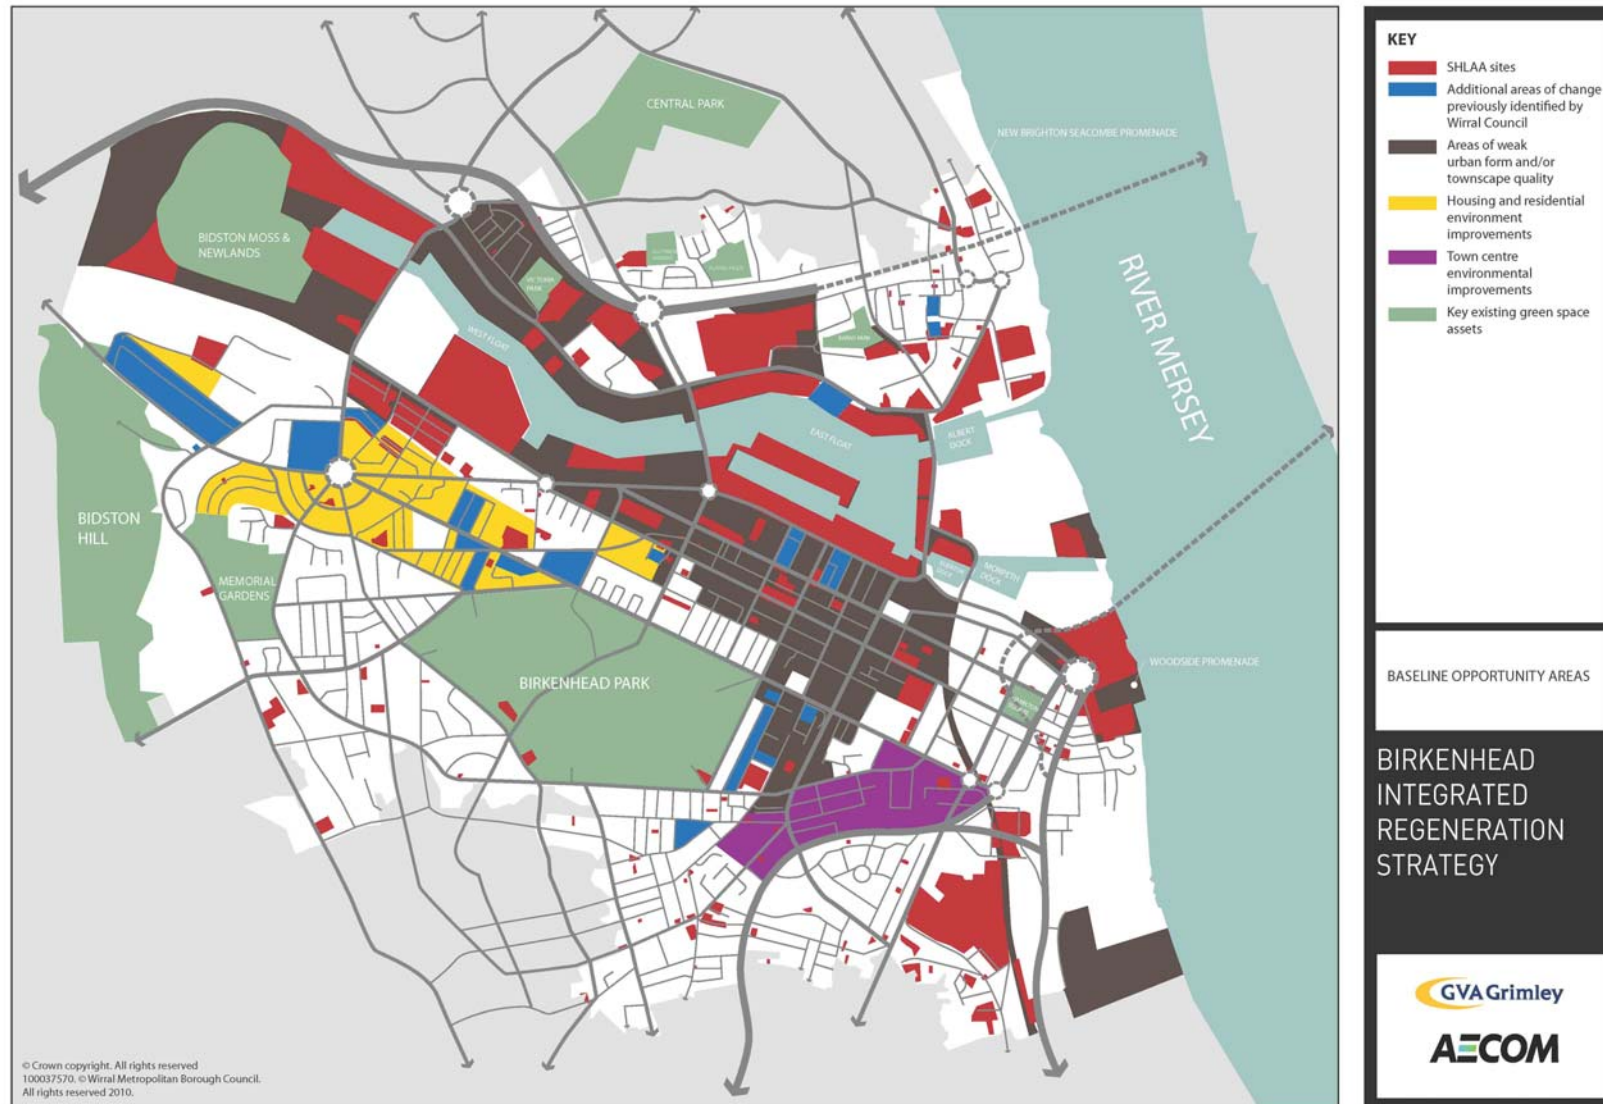 CENTRAL PARK
NEW BRIGHTON SEACOMBE PROMENADE
BIDSTON MOSS &
NEWLANDS
VICTORIA
PARK
WEST FLOAT
RIVER MERSEY
EAST FLOAT
ALBERT
DOCK
BIDSTON
HILL
MEMORIAL
GARDENS
MORPETH
DOCK
BIRKENHEAD PARK
WOODSIDE PROMENADE
© Crown copyright. All rights reserved
100037570. © Wirral Metropolitan Borough Council.
All rights reserved 2010.
KEY
SHLAA sites
Additional areas of change
previously identified by
Wirral Council
Areas of weak
urban form and/or
townscape quality
Housing and residential
environment
improvements
Town centre
environmental
improvements
Key existing green space
assets
BASELINE OPPORTUNITY AREAS
BIRKENHEAD
INTEGRATED
REGENERATION
STRATEGY
GVA Grimley
AECOM